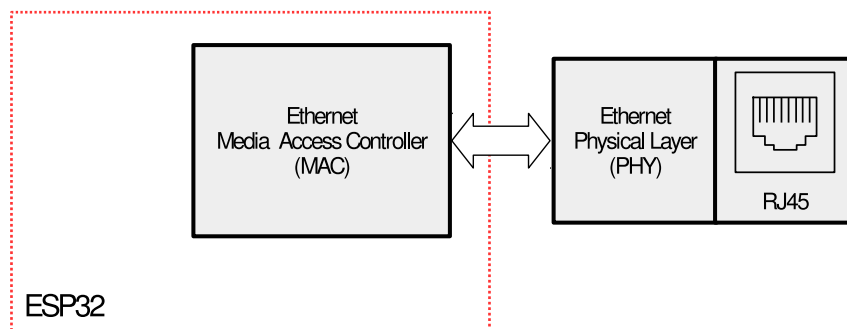 Ethernet
Media Access Controller
(MAC)
Ethernet
Physical Layer
(PHY)
RJ45
ESP32